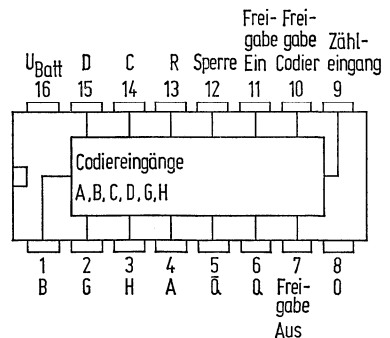 Frei- Frei-
gabe gabe Zähl-
U_Batt D C R Sperre Ein Codier eingang
16 15 14 13 12 11 10 9
Codiereingänge
A,B,C,D,G,H
1 2 3 4 5 6 7 8
B G H A Q̅ Q Frei- 0
gabe
Aus